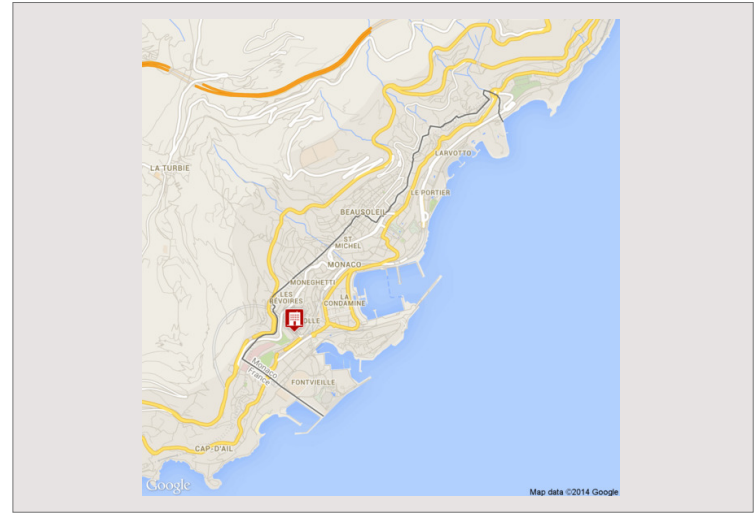 LA TURBIE
LARVOTTO
LE PORTIER
BEAUSOLEIL
ST
MICHEL
MONACO
MONEGHETTI
LES
RÉVOIRES
LA
CONDAMINE
Monaco
France
FONTVIEILLE
CAP-D'AIL
Google
Map data ©2014 Google